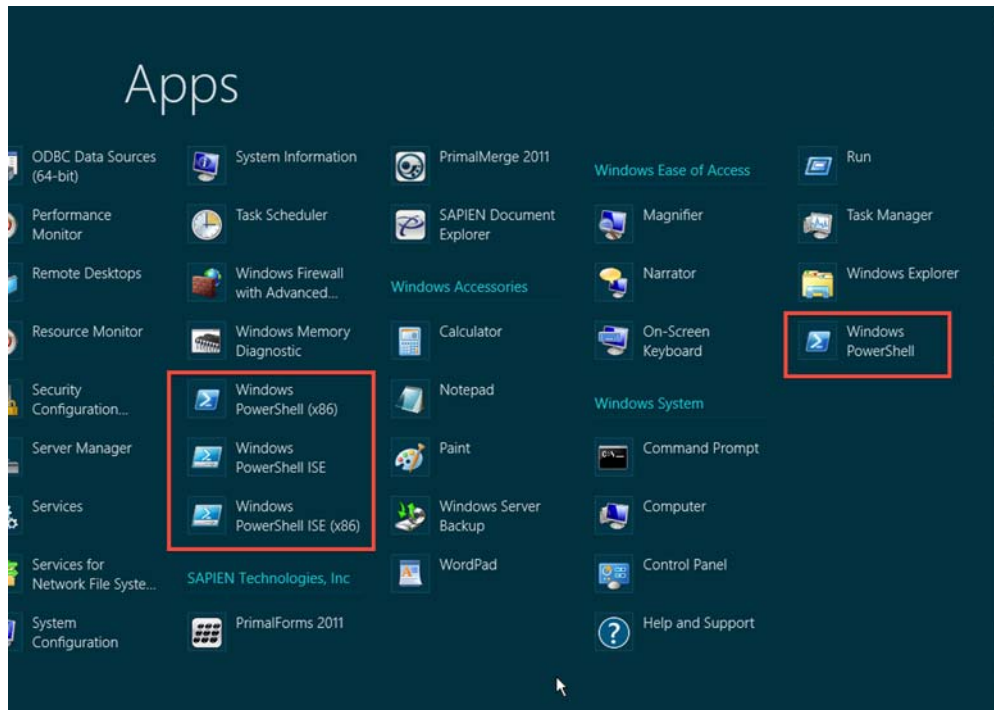 Apps
ODBC Data Sources
(64-bit)
Performance
Monitor
Remote Desktops
Resource Monitor
Security
Configuration...
Server Manager
Services
Services for
Network File Syste...
System
Configuration
System Information
Task Scheduler
Windows Firewall
with Advanced...
Windows Memory
Diagnostic
Windows
PowerShell (x86)
Windows
PowerShell ISE
Windows
PowerShell ISE (x86)
SAPIEN Technologies, Inc
PrimalForms 2011
PrimalMerge 2011
SAPIEN Document
Explorer
Windows Accessories
Calculator
Notepad
Paint
Windows Server
Backup
WordPad
Windows Ease of Access
Magnifier
Narrator
On-Screen
Keyboard
Windows System
Command Prompt
Computer
Control Panel
Help and Support
Run
Task Manager
Windows Explorer
Windows
PowerShell